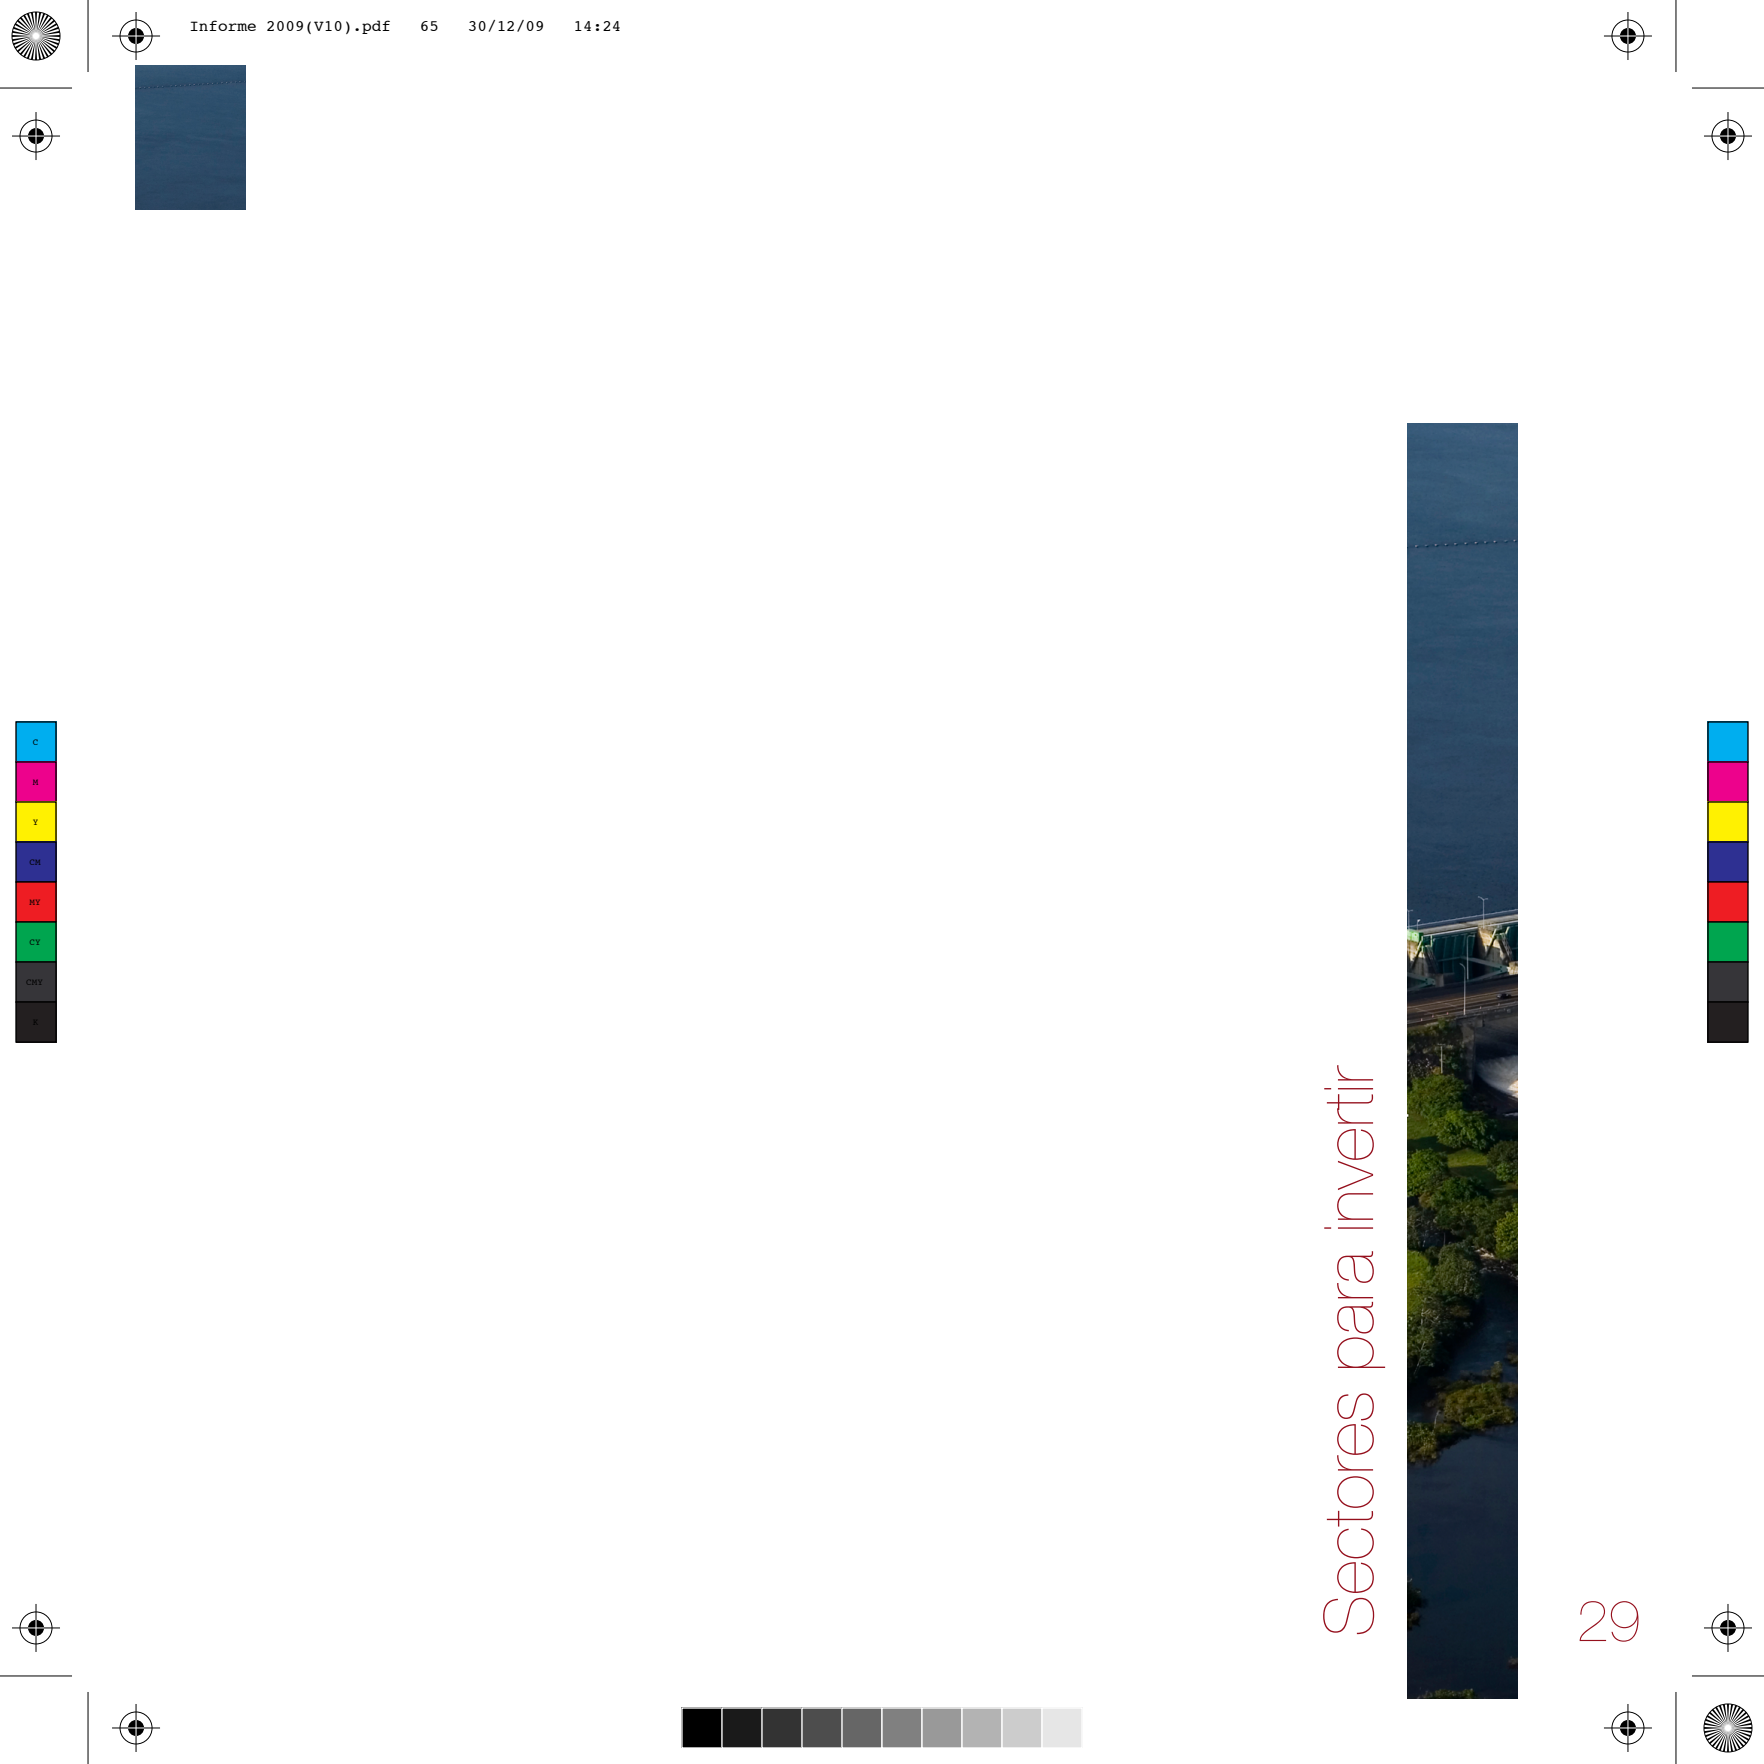 Informe 2009(V10).pdf 65 30/12/09 14:24
C
M
Y
CM
MY
CY
CMY
K
Sectores para invertir
29